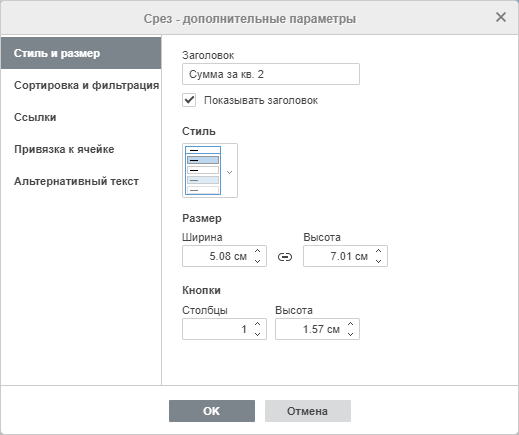 Срез - дополнительные параметры
Стиль и размер
Сортировка и фильтрация
Ссылки
Привязка к ячейке
Альтернативный текст
Заголовок
Сумма за кв. 2
Показывать заголовок
Стиль
Размер
Ширина Высота
5.08 см 7.01 см
Кнопки
Столбцы Высота
1 1.57 см
OK Отмена